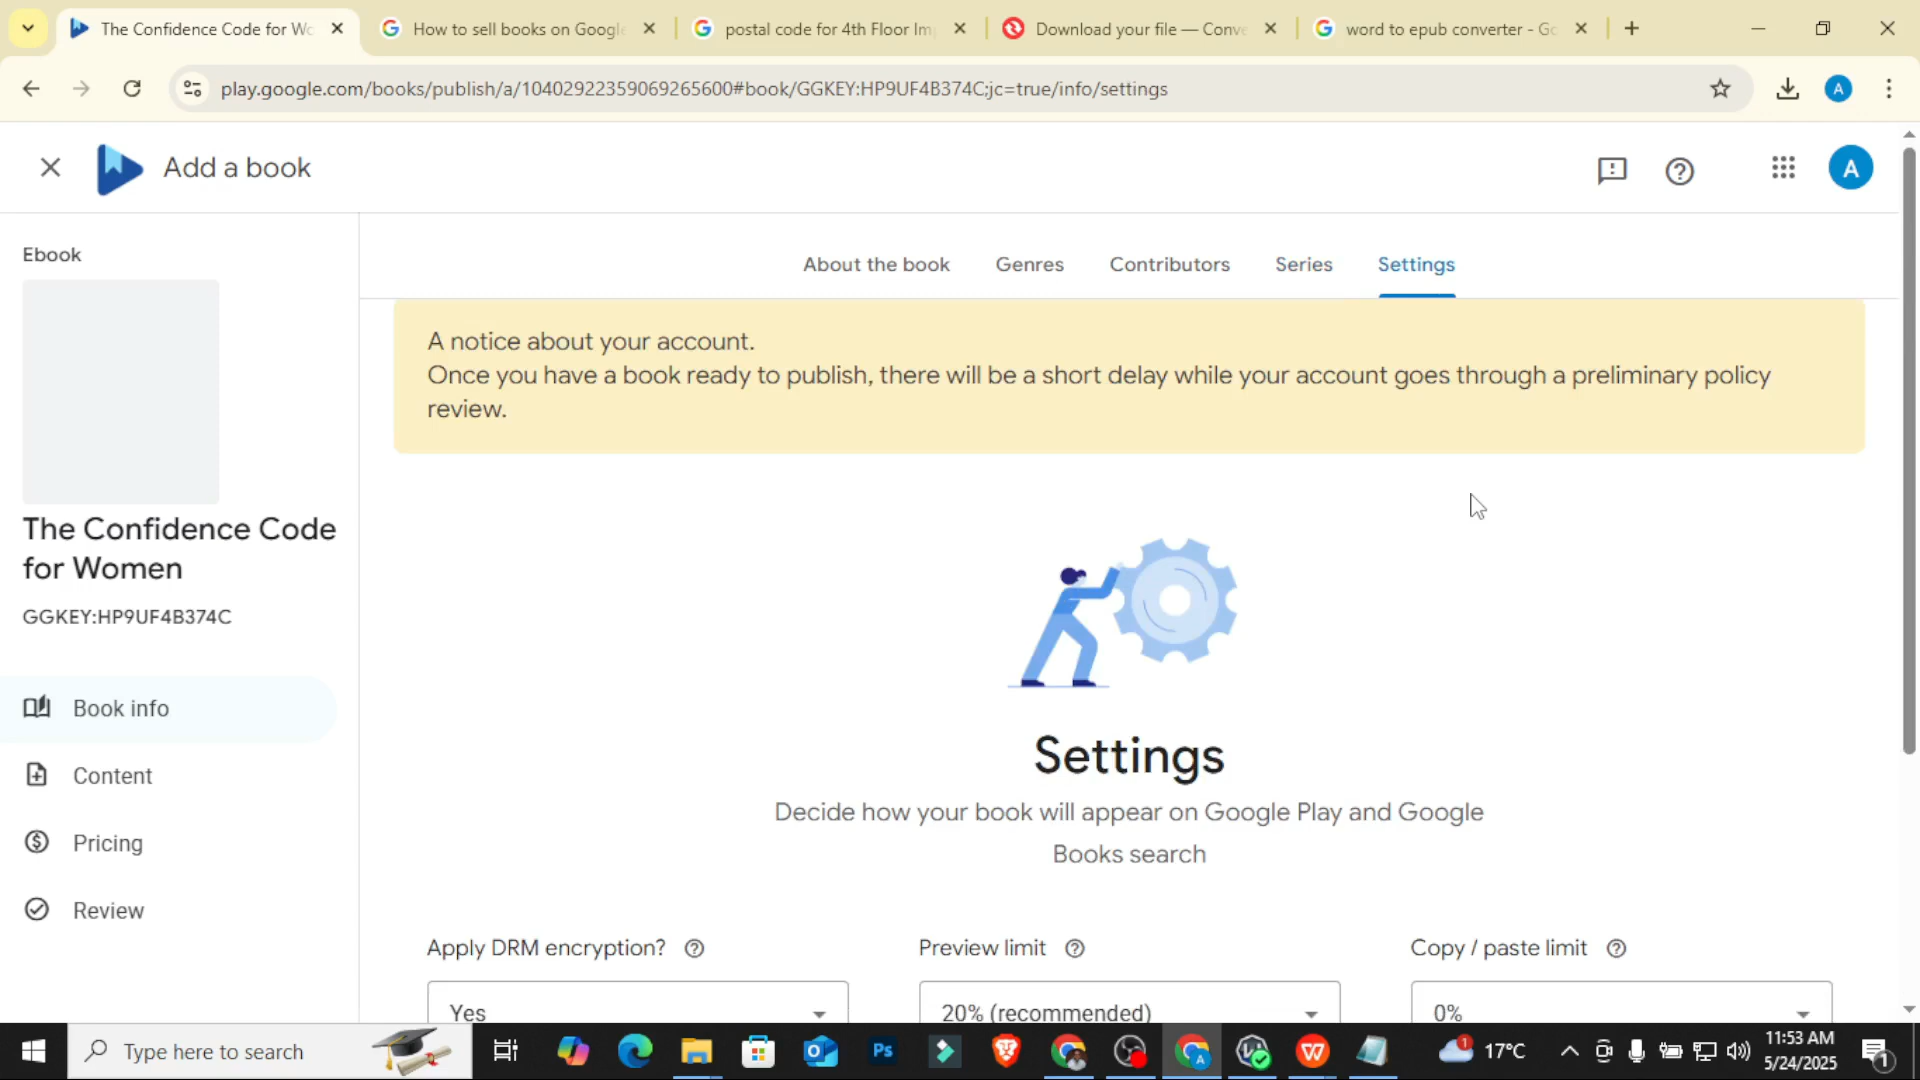 The Confidence Code for Wo
How to sell books on Google
postal code for 4th Floor Im
Download your file — Conve
word to epub converter - Go
play.google.com/books/publish/a/10402922359069265600#book/GGKEY:HP9UF4B374C;jc=true/info/settings
A
Add a book
A
Ebook
About the book
Genres
Contributors
Series
Settings
A notice about your account.
Once you have a book ready to publish, there will be a short delay while your account goes through a preliminary policy
review.
The Confidence Code
for Women
GGKEY:HP9UF4B374C
Book info
Content
Pricing
Review
Settings
Decide how your book will appear on Google Play and Google
Books search
Apply DRM encryption?
Preview limit
Copy / paste limit
Yes
20% (recommended)
0%
Type here to search
Ps
A
1
17°C
11:53 AM
5/24/2025
1